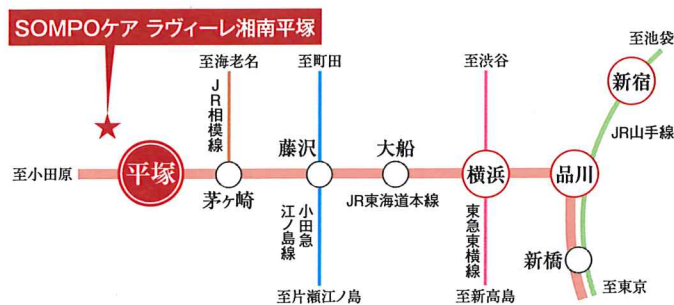 SOMPOケア ラヴィーレ湘南平塚
至海老名
至町田
至渋谷
至池袋
新宿
JR相模線
JR山手線
藤沢
大船
至小田原
平塚
横浜
品川
茅ヶ崎
小田急
江ノ島線
JR東海道本線
東急東横線
新橋
至片瀬江ノ島
至新高島
至東京